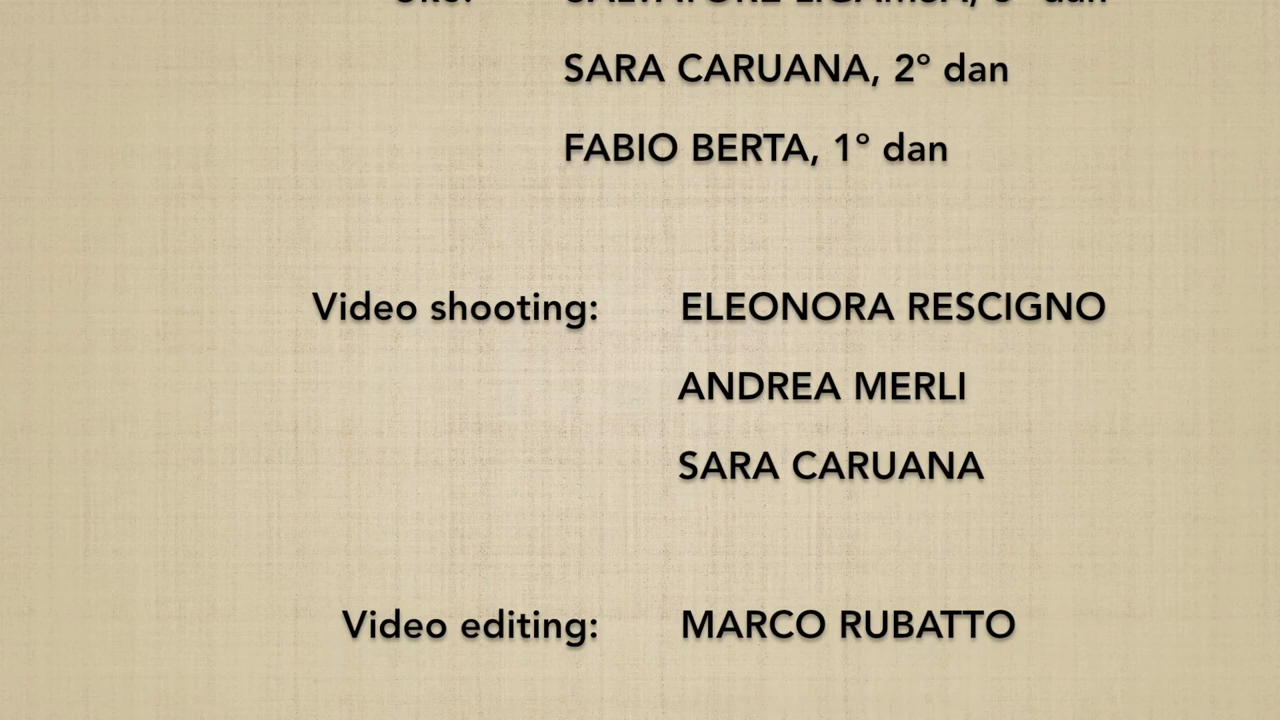 SARA CARUANA, 2° dan
FABIO BERTA, 1° dan
Video shooting: ELEONORA RESCIGNO
ANDREA MERLI
SARA CARUANA
Video editing: MARCO RUBATTO